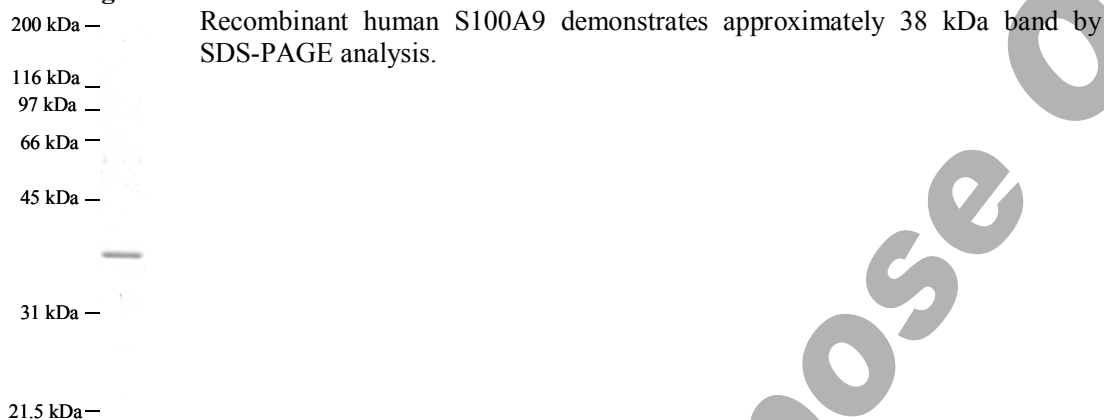 200 kDa
Recombinant human S100A9 demonstrates approximately 38 kDa band by
SDS-PAGE analysis.
116 kDa
97 kDa
66 kDa
45 kDa
31 kDa
21.5 kDa
ose